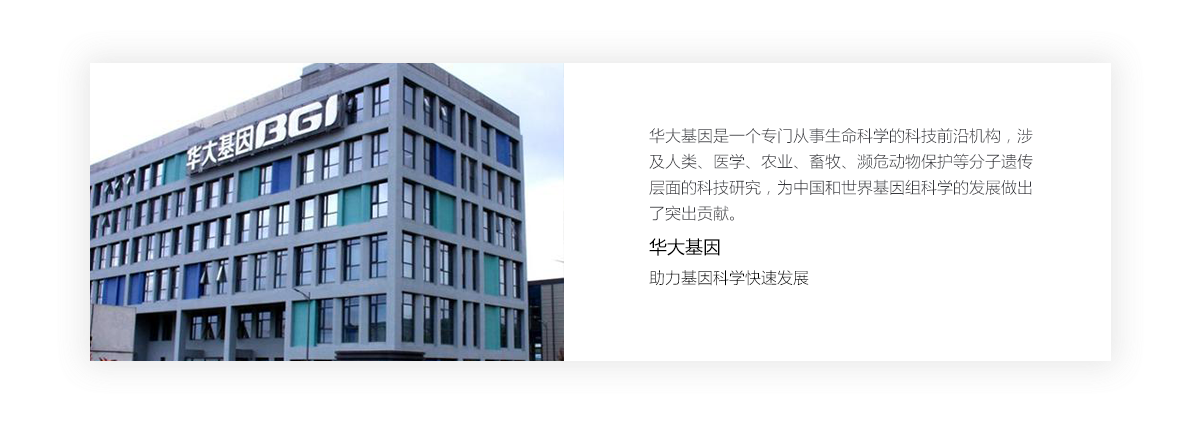 华大基因BGI
华大基因是一个专门从事生命科学的科技前沿机构，涉
及人类、医学、农业、畜牧、濒危动物保护等分子遗传
层面的科技研究，为中国和世界基因组科学的发展做出
了突出贡献。
华大基因
助力基因科学快速发展